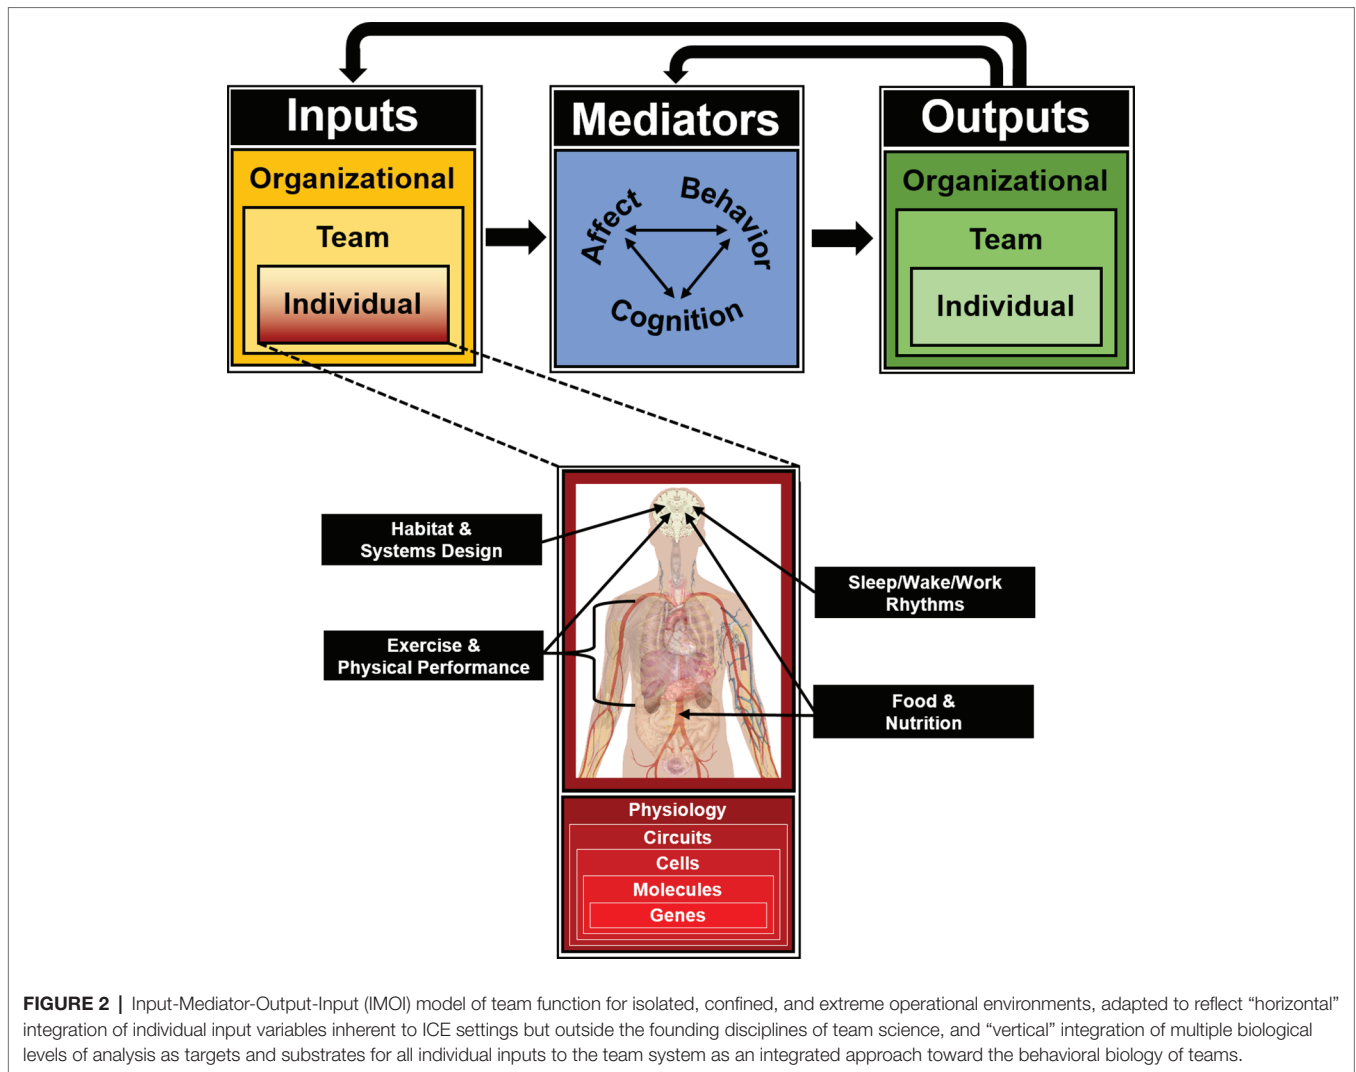 Inputs
Mediators
Outputs
Organizational
Team
Individual
Affect
Behavior
Cognition
Organizational
Team
Individual
Habitat &
Systems Design
Exercise &
Physical Performance
Sleep/Wake/Work
Rhythms
Food &
Nutrition
Physiology
Circuits
Cells
Molecules
Genes
FIGURE 2 | Input-Mediator-Output-Input (IMOI) model of team function for isolated, confined, and extreme operational environments, adapted to reflect “horizontal”
integration of individual input variables inherent to ICE settings but outside the founding disciplines of team science, and “vertical” integration of multiple biological
levels of analysis as targets and substrates for all individual inputs to the team system as an integrated approach toward the behavioral biology of teams.